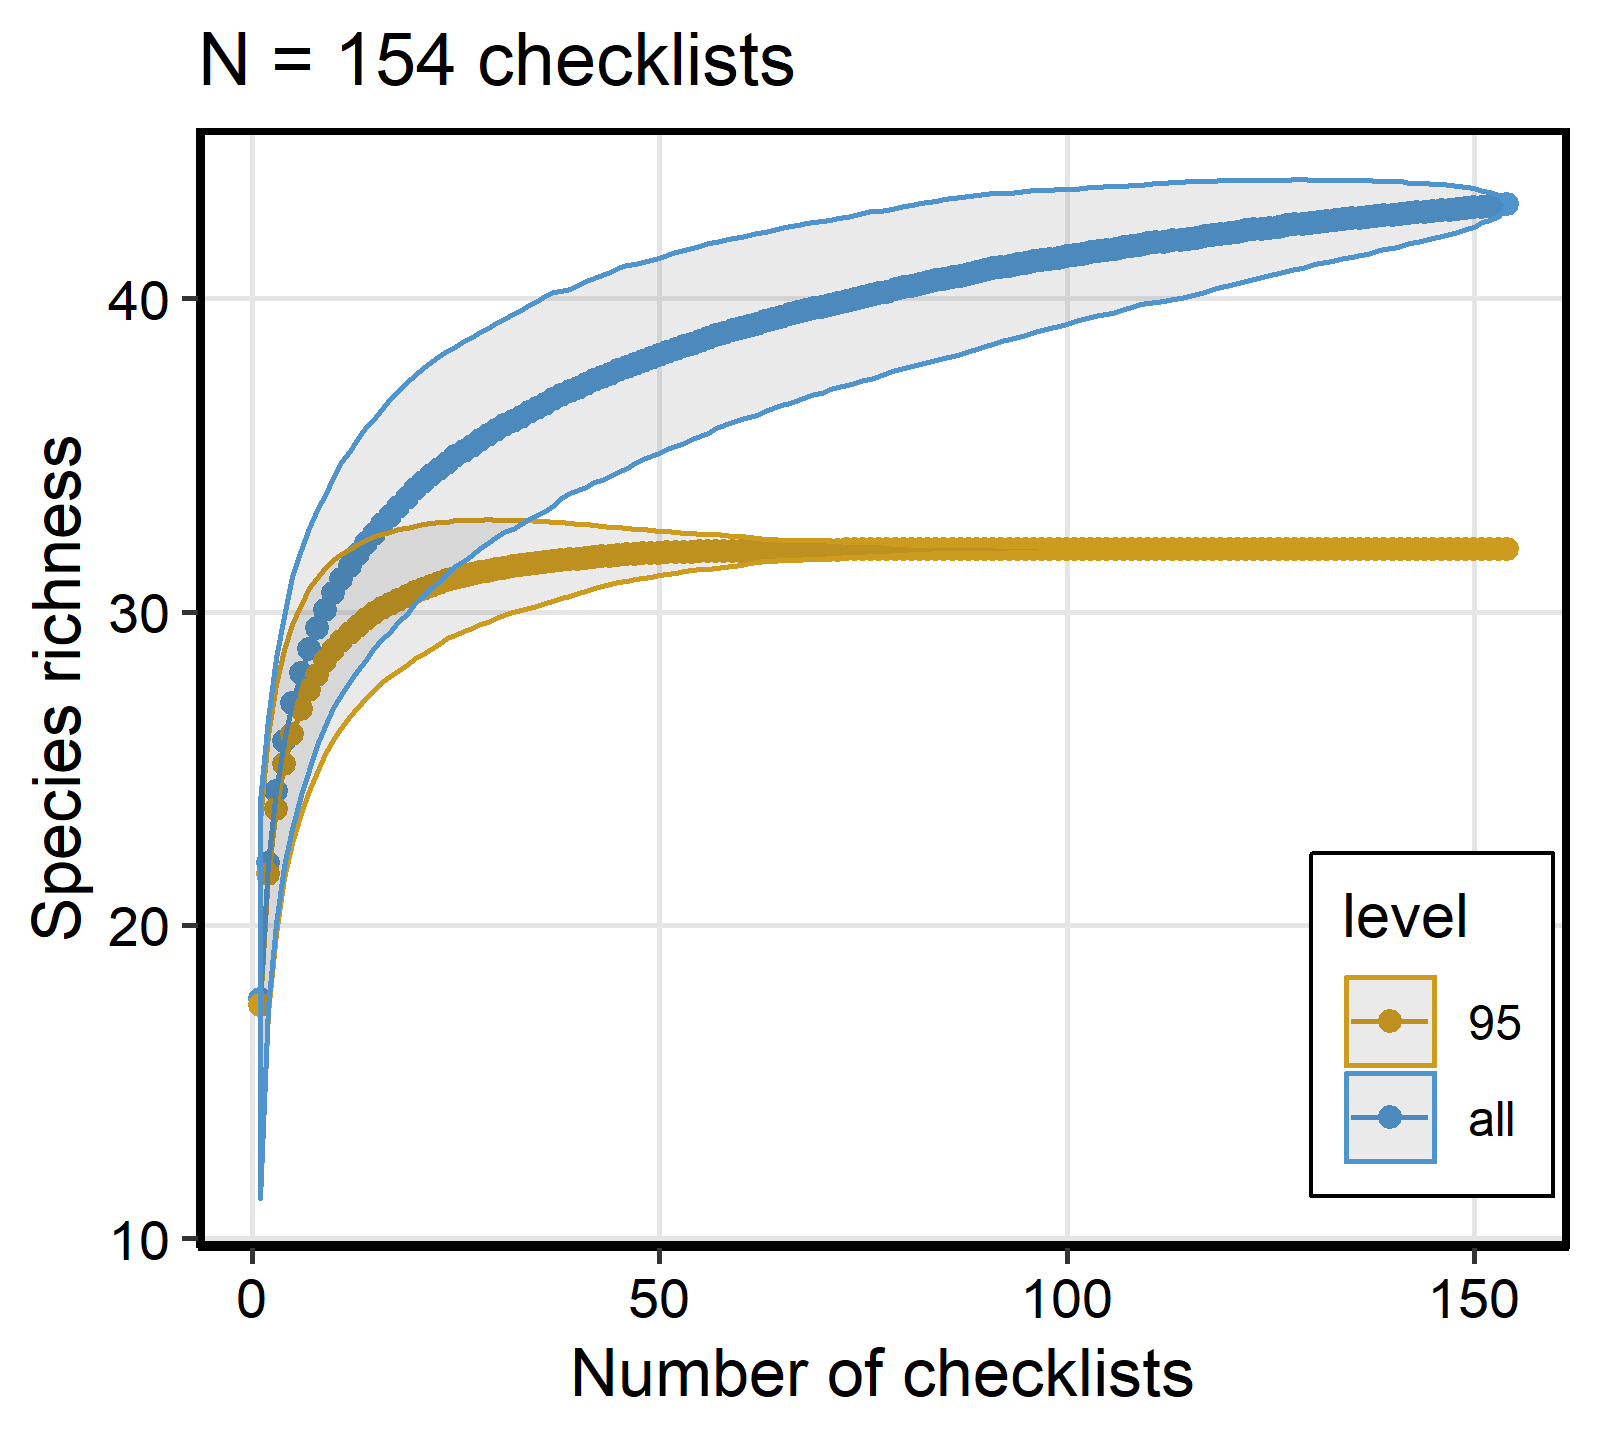 N = 154 checklists
Species richness
40
30
20
10
level
95
all
0 50 100 150
Number of checklists